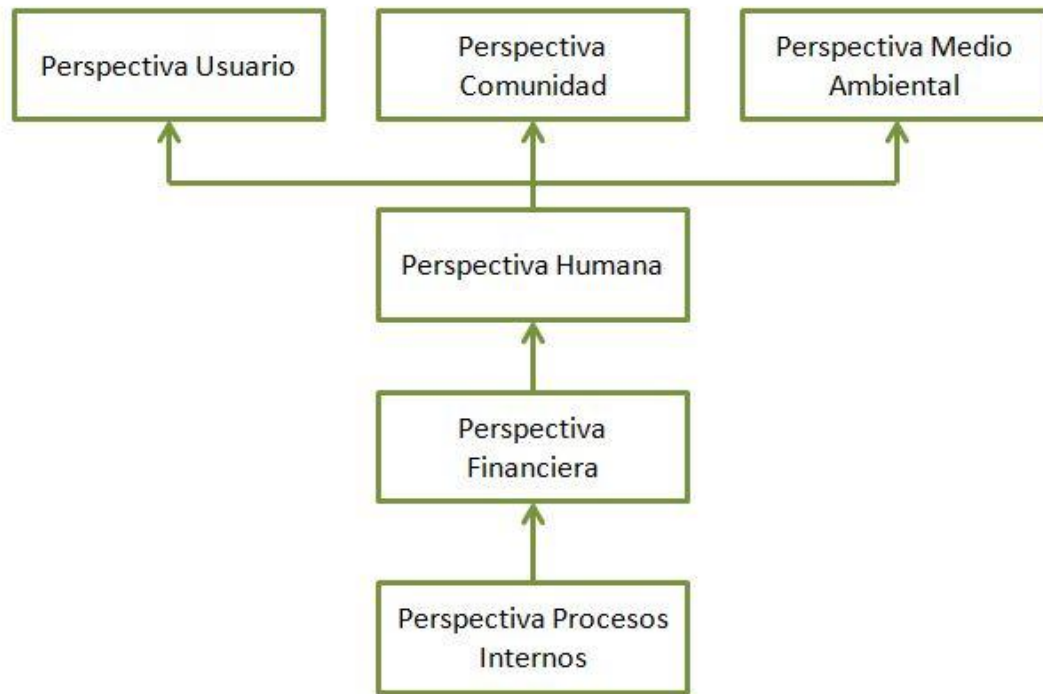 Perspectiva Usuario
Perspectiva
Comunidad
Perspectiva Medio
Ambiental
Perspectiva Humana
Perspectiva
Financiera
Perspectiva Procesos
Internos